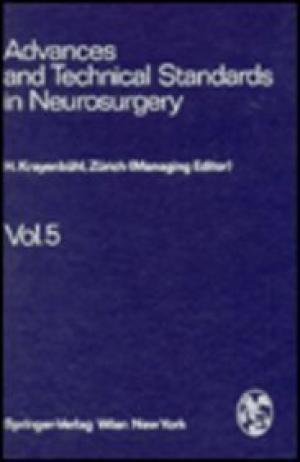 Advances
and Technical Standards
in Neurosurgery
H. Krayenbühl, Zürich (Managing Editor)
Vol. 5
Springer-Verlag Wien New York